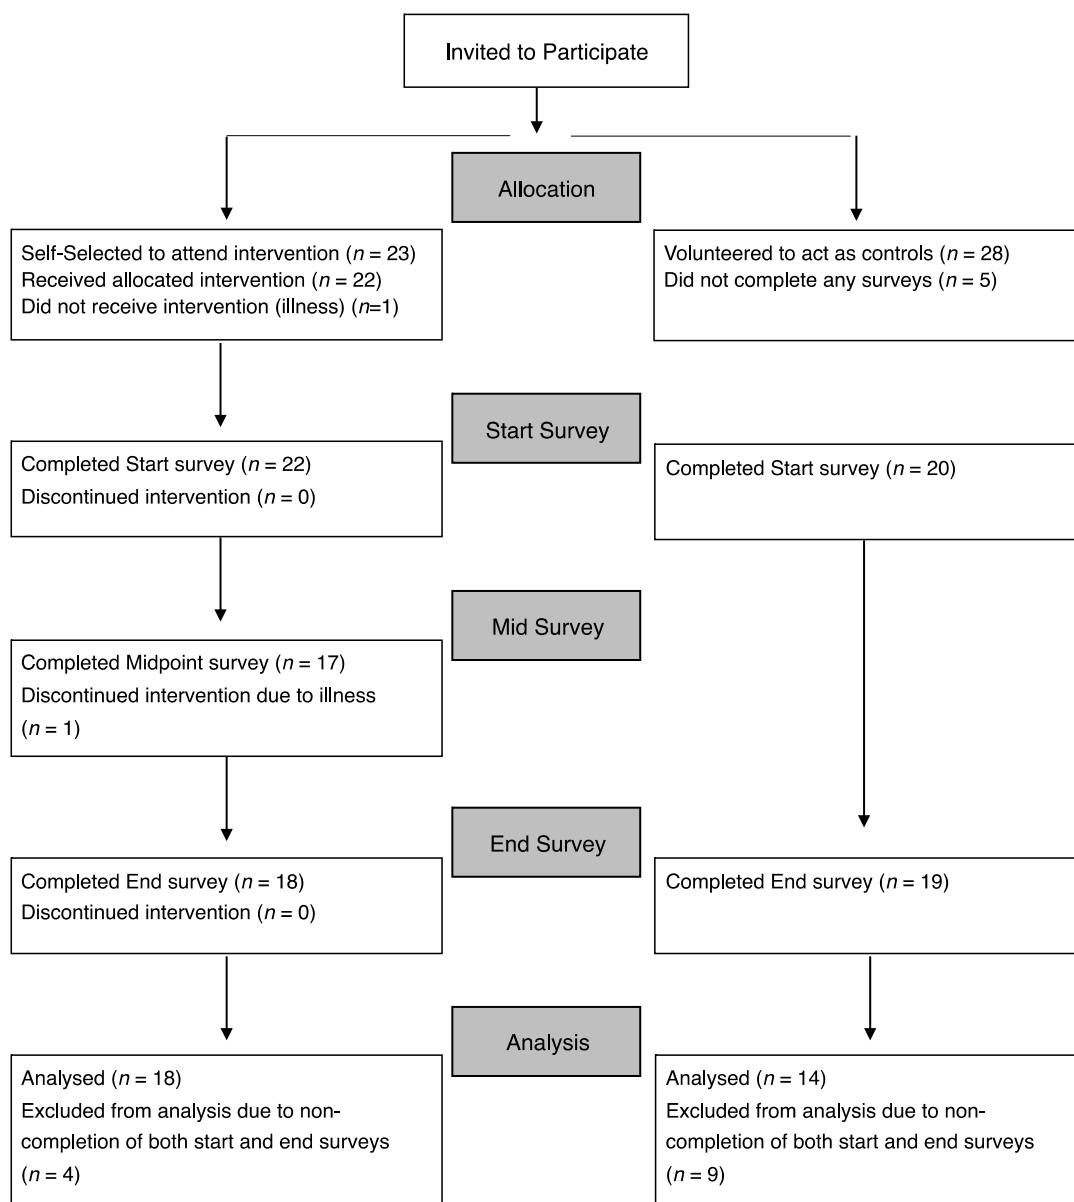 Invited to Participate
Allocation
Self-Selected to attend intervention (n = 23)
Received allocated intervention (n = 22)
Did not receive intervention (illness) (n=1)
Volunteered to act as controls (n = 28)
Did not complete any surveys (n = 5)
Start Survey
Completed Start survey (n = 22)
Discontinued intervention (n = 0)
Completed Start survey (n = 20)
Mid Survey
Completed Midpoint survey (n = 17)
Discontinued intervention due to illness
(n = 1)
End Survey
Completed End survey (n = 18)
Discontinued intervention (n = 0)
Completed End survey (n = 19)
Analysis
Analysed (n = 18)
Excluded from analysis due to non-
completion of both start and end surveys
(n = 4)
Analysed (n = 14)
Excluded from analysis due to non-
completion of both start and end surveys
(n = 9)